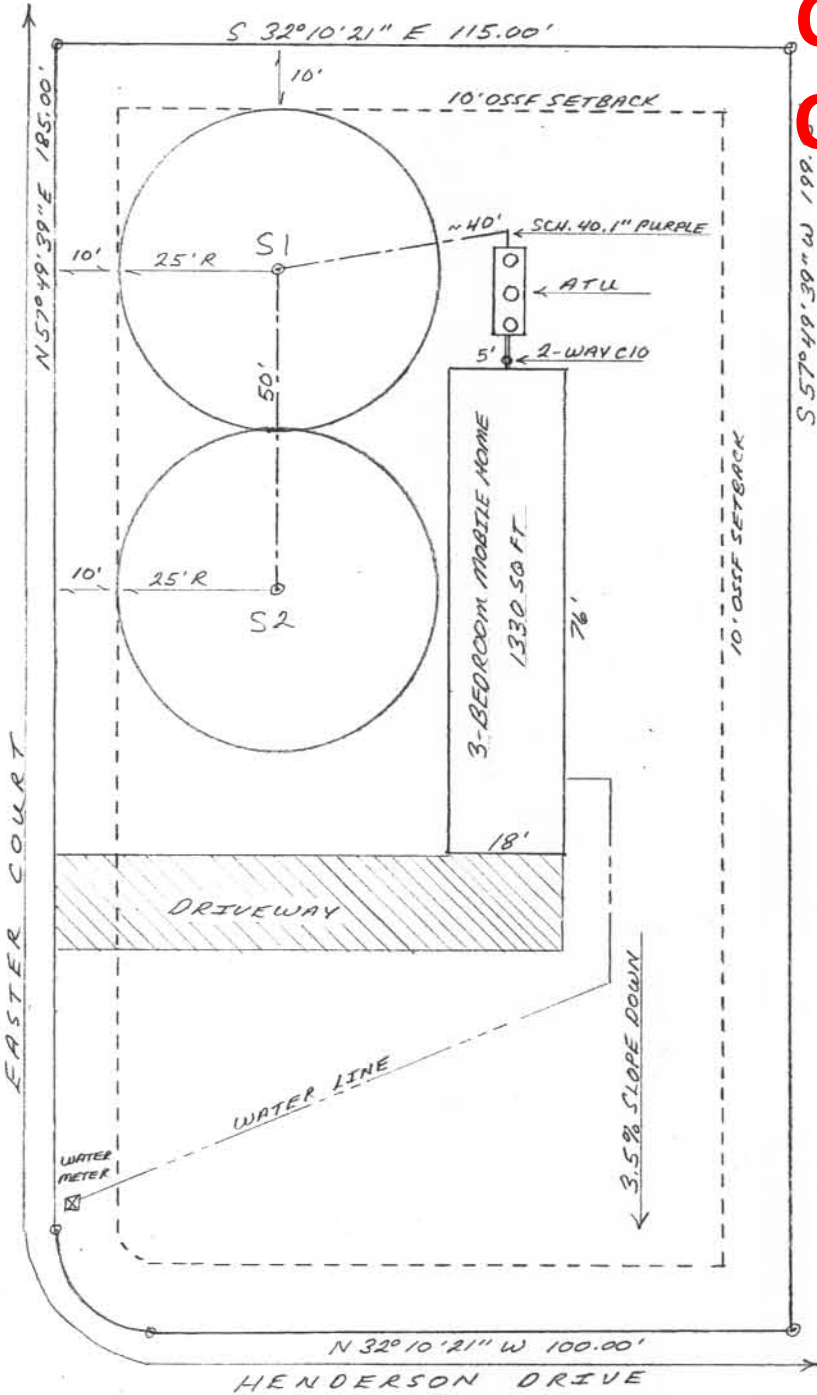 S 32°10'21" E 115.00'
10'
10' OSSF SETBACK
N 57°49'39" E 185.00'
~40'
SCH. 40. 1" PURPLE
S1
10'
25' R
ATU
5'
2-WAY C/O
50'
10'
25' R
S2
3-BEDROOM MOBILE HOME
1330 SQ FT
76'
18'
10' OSSF SETBACK
S 57°49'39" W
EASTER COURT
DRIVEWAY
WATER LINE
WATER
METER
3.5% SLOPE DOWN
N 32°10'21" W 100.00'
HENDERSON DRIVE